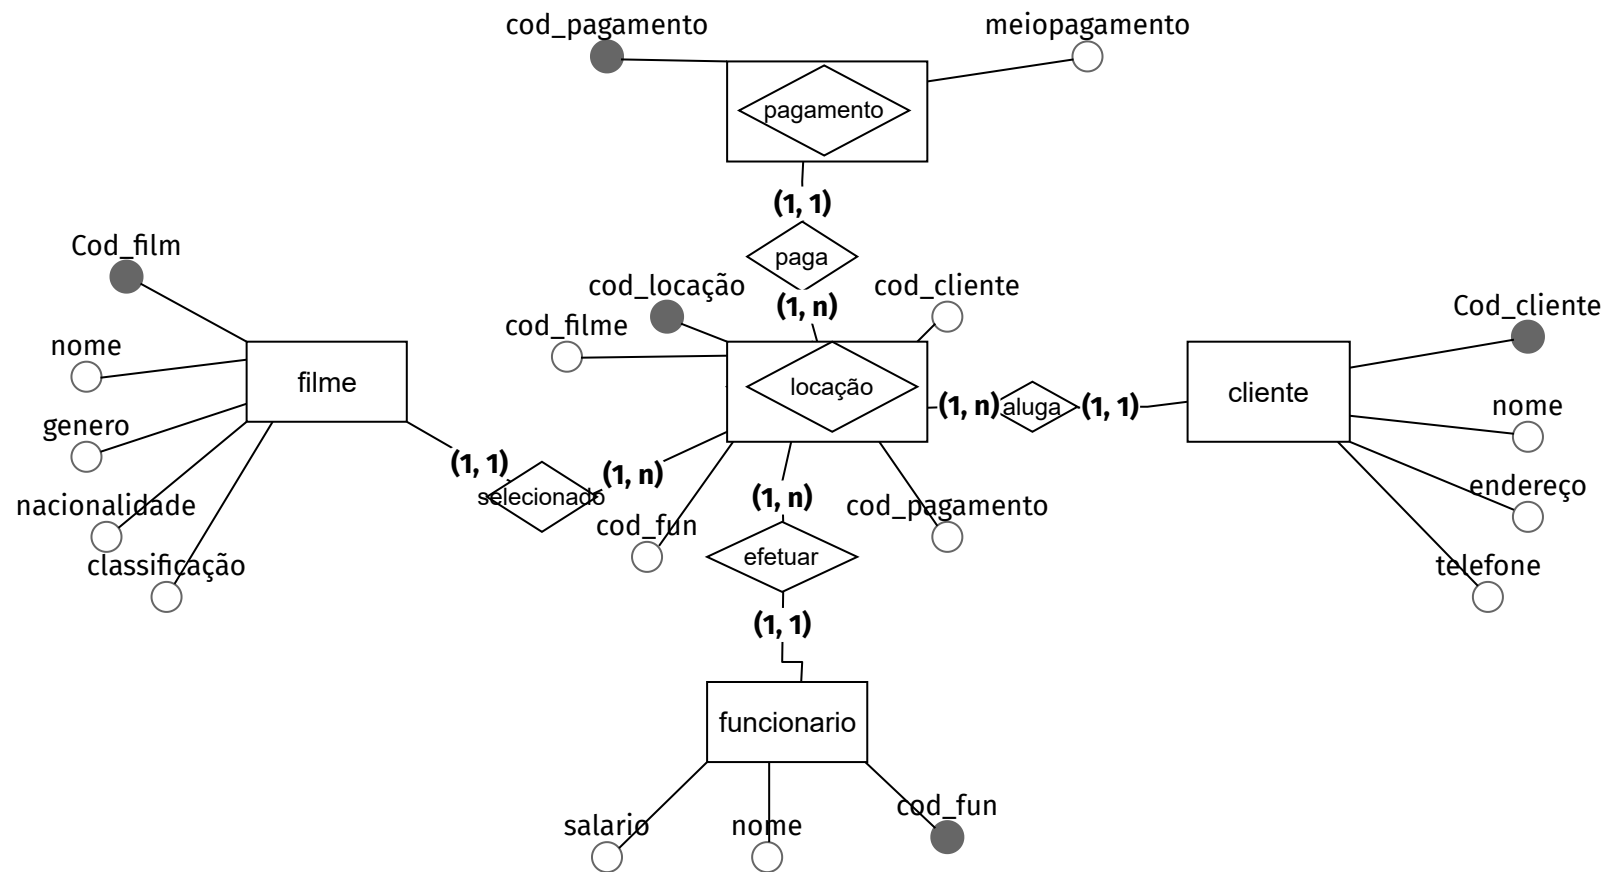 cod_pagamento
meiopagamento
pagamento
(1, 1)
paga
(1, n)
Cod_film
nome
genero
nacionalidade
classificação
filme
(1, 1)
selecionado
(1, n)
cod_locação
cod_filme
cod_cliente
locação
cod_fun
cod_pagamento
(1, n)
aluga
(1, 1)
cliente
Cod_cliente
nome
endereço
telefone
(1, n)
efetuar
(1, 1)
funcionario
salario
nome
cod_fun